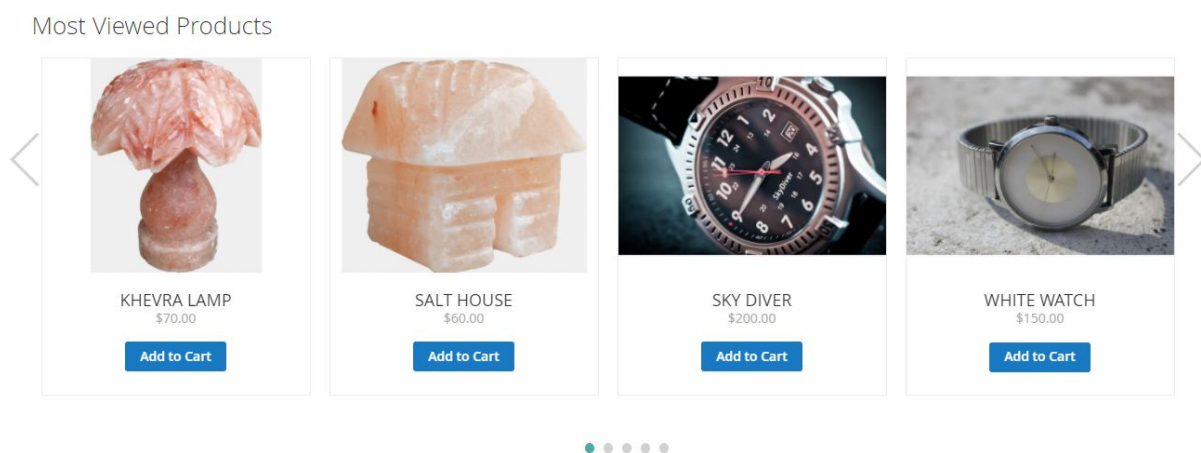 Most Viewed Products
KHEVRA LAMP
$70.00
Add to Cart
SALT HOUSE
$60.00
Add to Cart
SKY DIVER
$200.00
Add to Cart
WHITE WATCH
$150.00
Add to Cart
SkyDiver